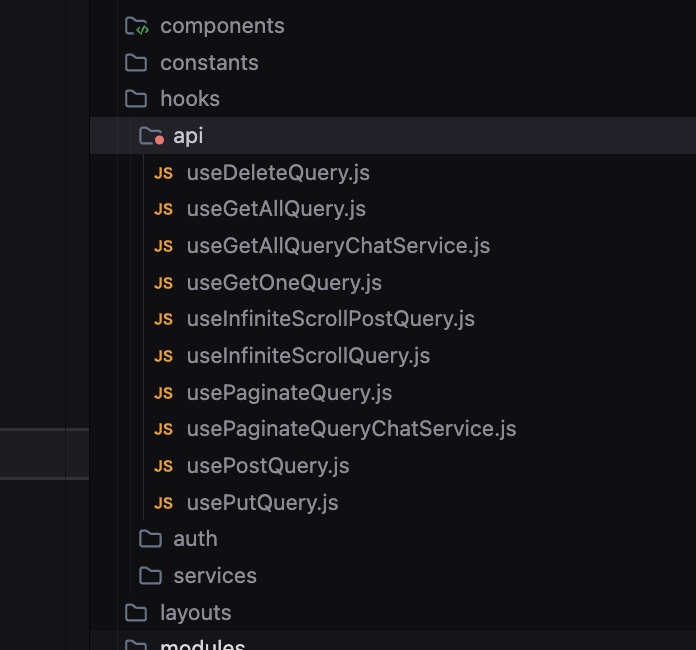 components
constants
hooks
api
JS useDeleteQuery.js
JS useGetAllQuery.js
JS useGetAllQueryChatService.js
JS useGetOneQuery.js
JS useInfiniteScrollPostQuery.js
JS useInfiniteScrollQuery.js
JS usePaginateQuery.js
JS usePaginateQueryChatService.js
JS usePostQuery.js
JS usePutQuery.js
auth
services
layouts
modules